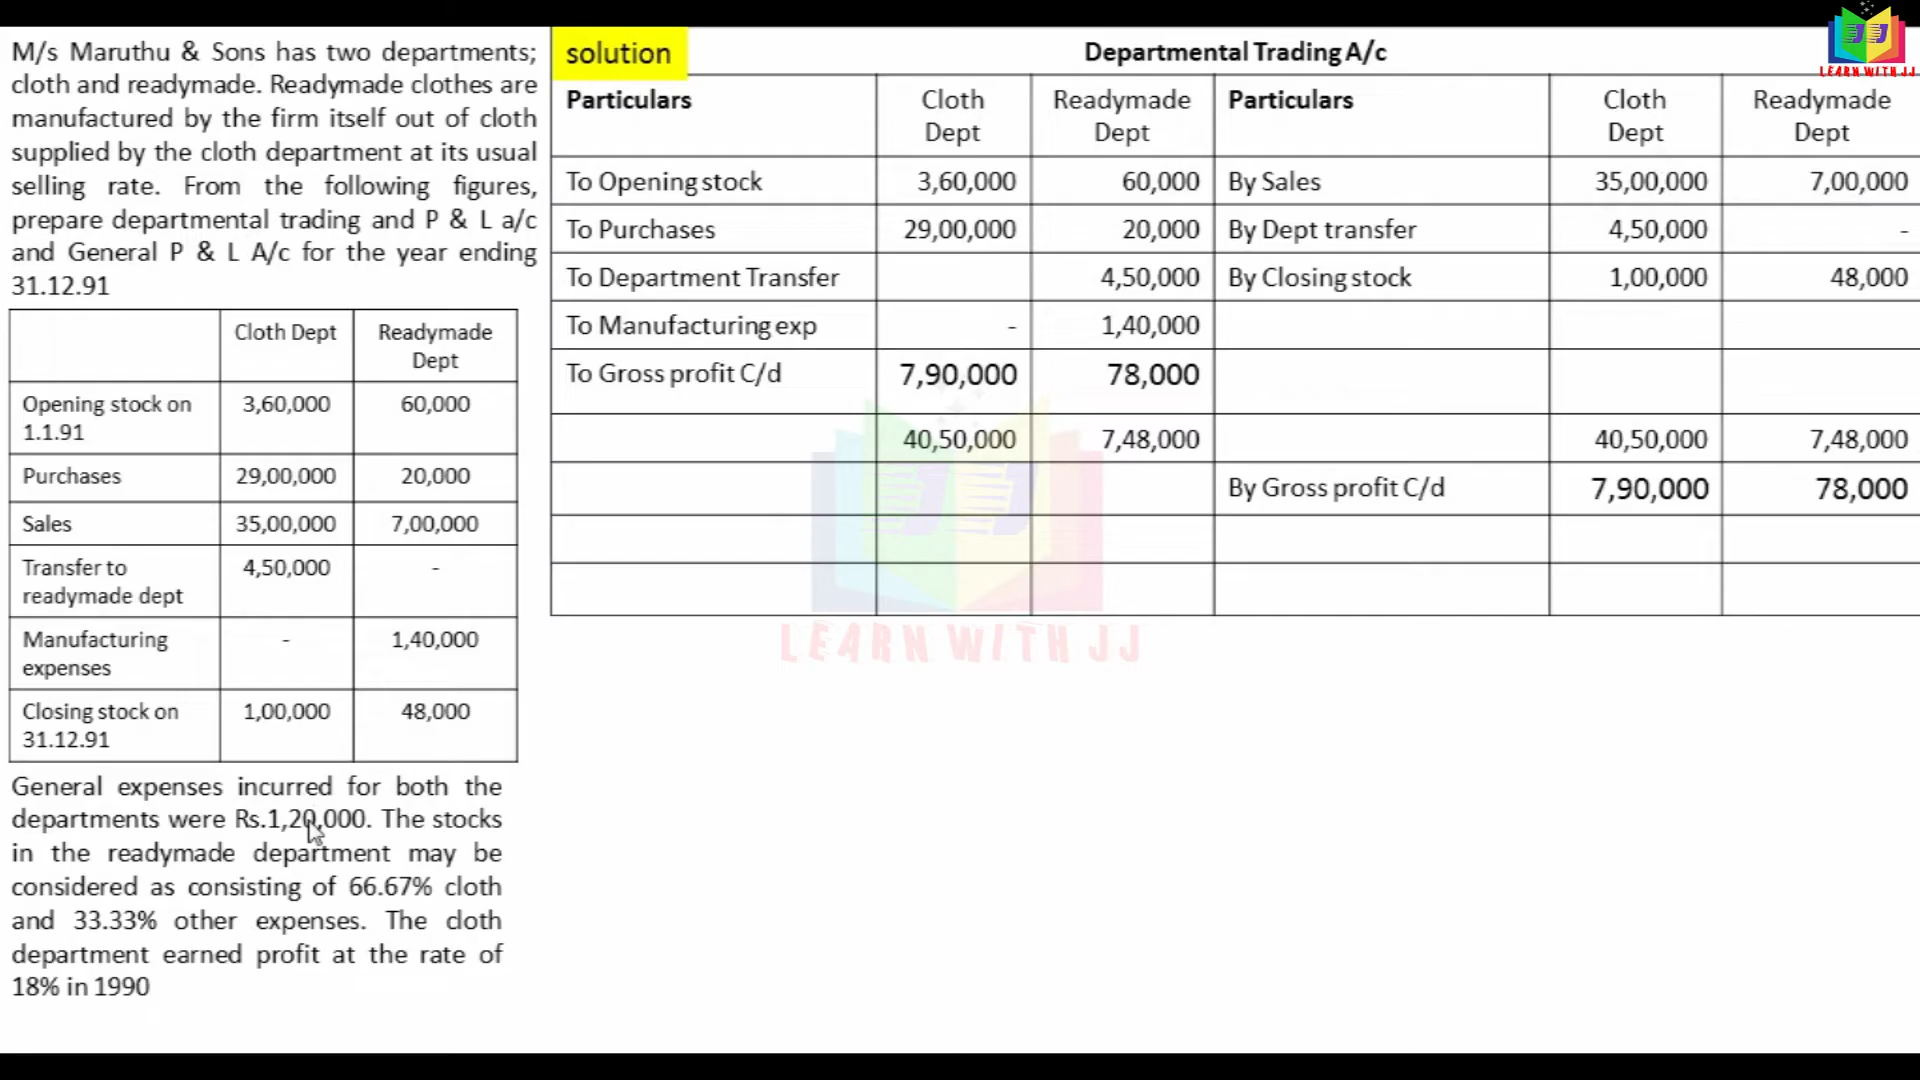 M/s Maruthu & Sons has two departments;
cloth and readymade. Readymade clothes are
manufactured by the firm itself out of cloth
supplied by the cloth department at its usual
selling rate. From the following figures,
prepare departmental trading and P & L a/c
and General P & L A/c for the year ending
31.12.91
Cloth Dept Readymade
Dept
Opening stock on 3,60,000 60,000
1.1.91
Purchases 29,00,000 20,000
Sales 35,00,000 7,00,000
Transfer to 4,50,000 -
readymade dept
Manufacturing - 1,40,000
expenses
Closing stock on 1,00,000 48,000
31.12.91
General expenses incurred for both the
departments were Rs.1,20,000. The stocks
in the readymade department may be
considered as consisting of 66.67% cloth
and 33.33% other expenses. The cloth
department earned profit at the rate of
18% in 1990
solution
Departmental Trading A/c
Particulars Cloth Readymade Particulars Cloth Readymade
Dept Dept Dept Dept
To Opening stock 3,60,000 60,000 By Sales 35,00,000 7,00,000
To Purchases 29,00,000 20,000 By Dept transfer 4,50,000 -
To Department Transfer 4,50,000 By Closing stock 1,00,000 48,000
To Manufacturing exp - 1,40,000
To Gross profit C/d 7,90,000 78,000
40,50,000 7,48,000 40,50,000 7,48,000
By Gross profit C/d 7,90,000 78,000
JJ
LEARN WITH JJ
JJ
LEARN WITH JJ